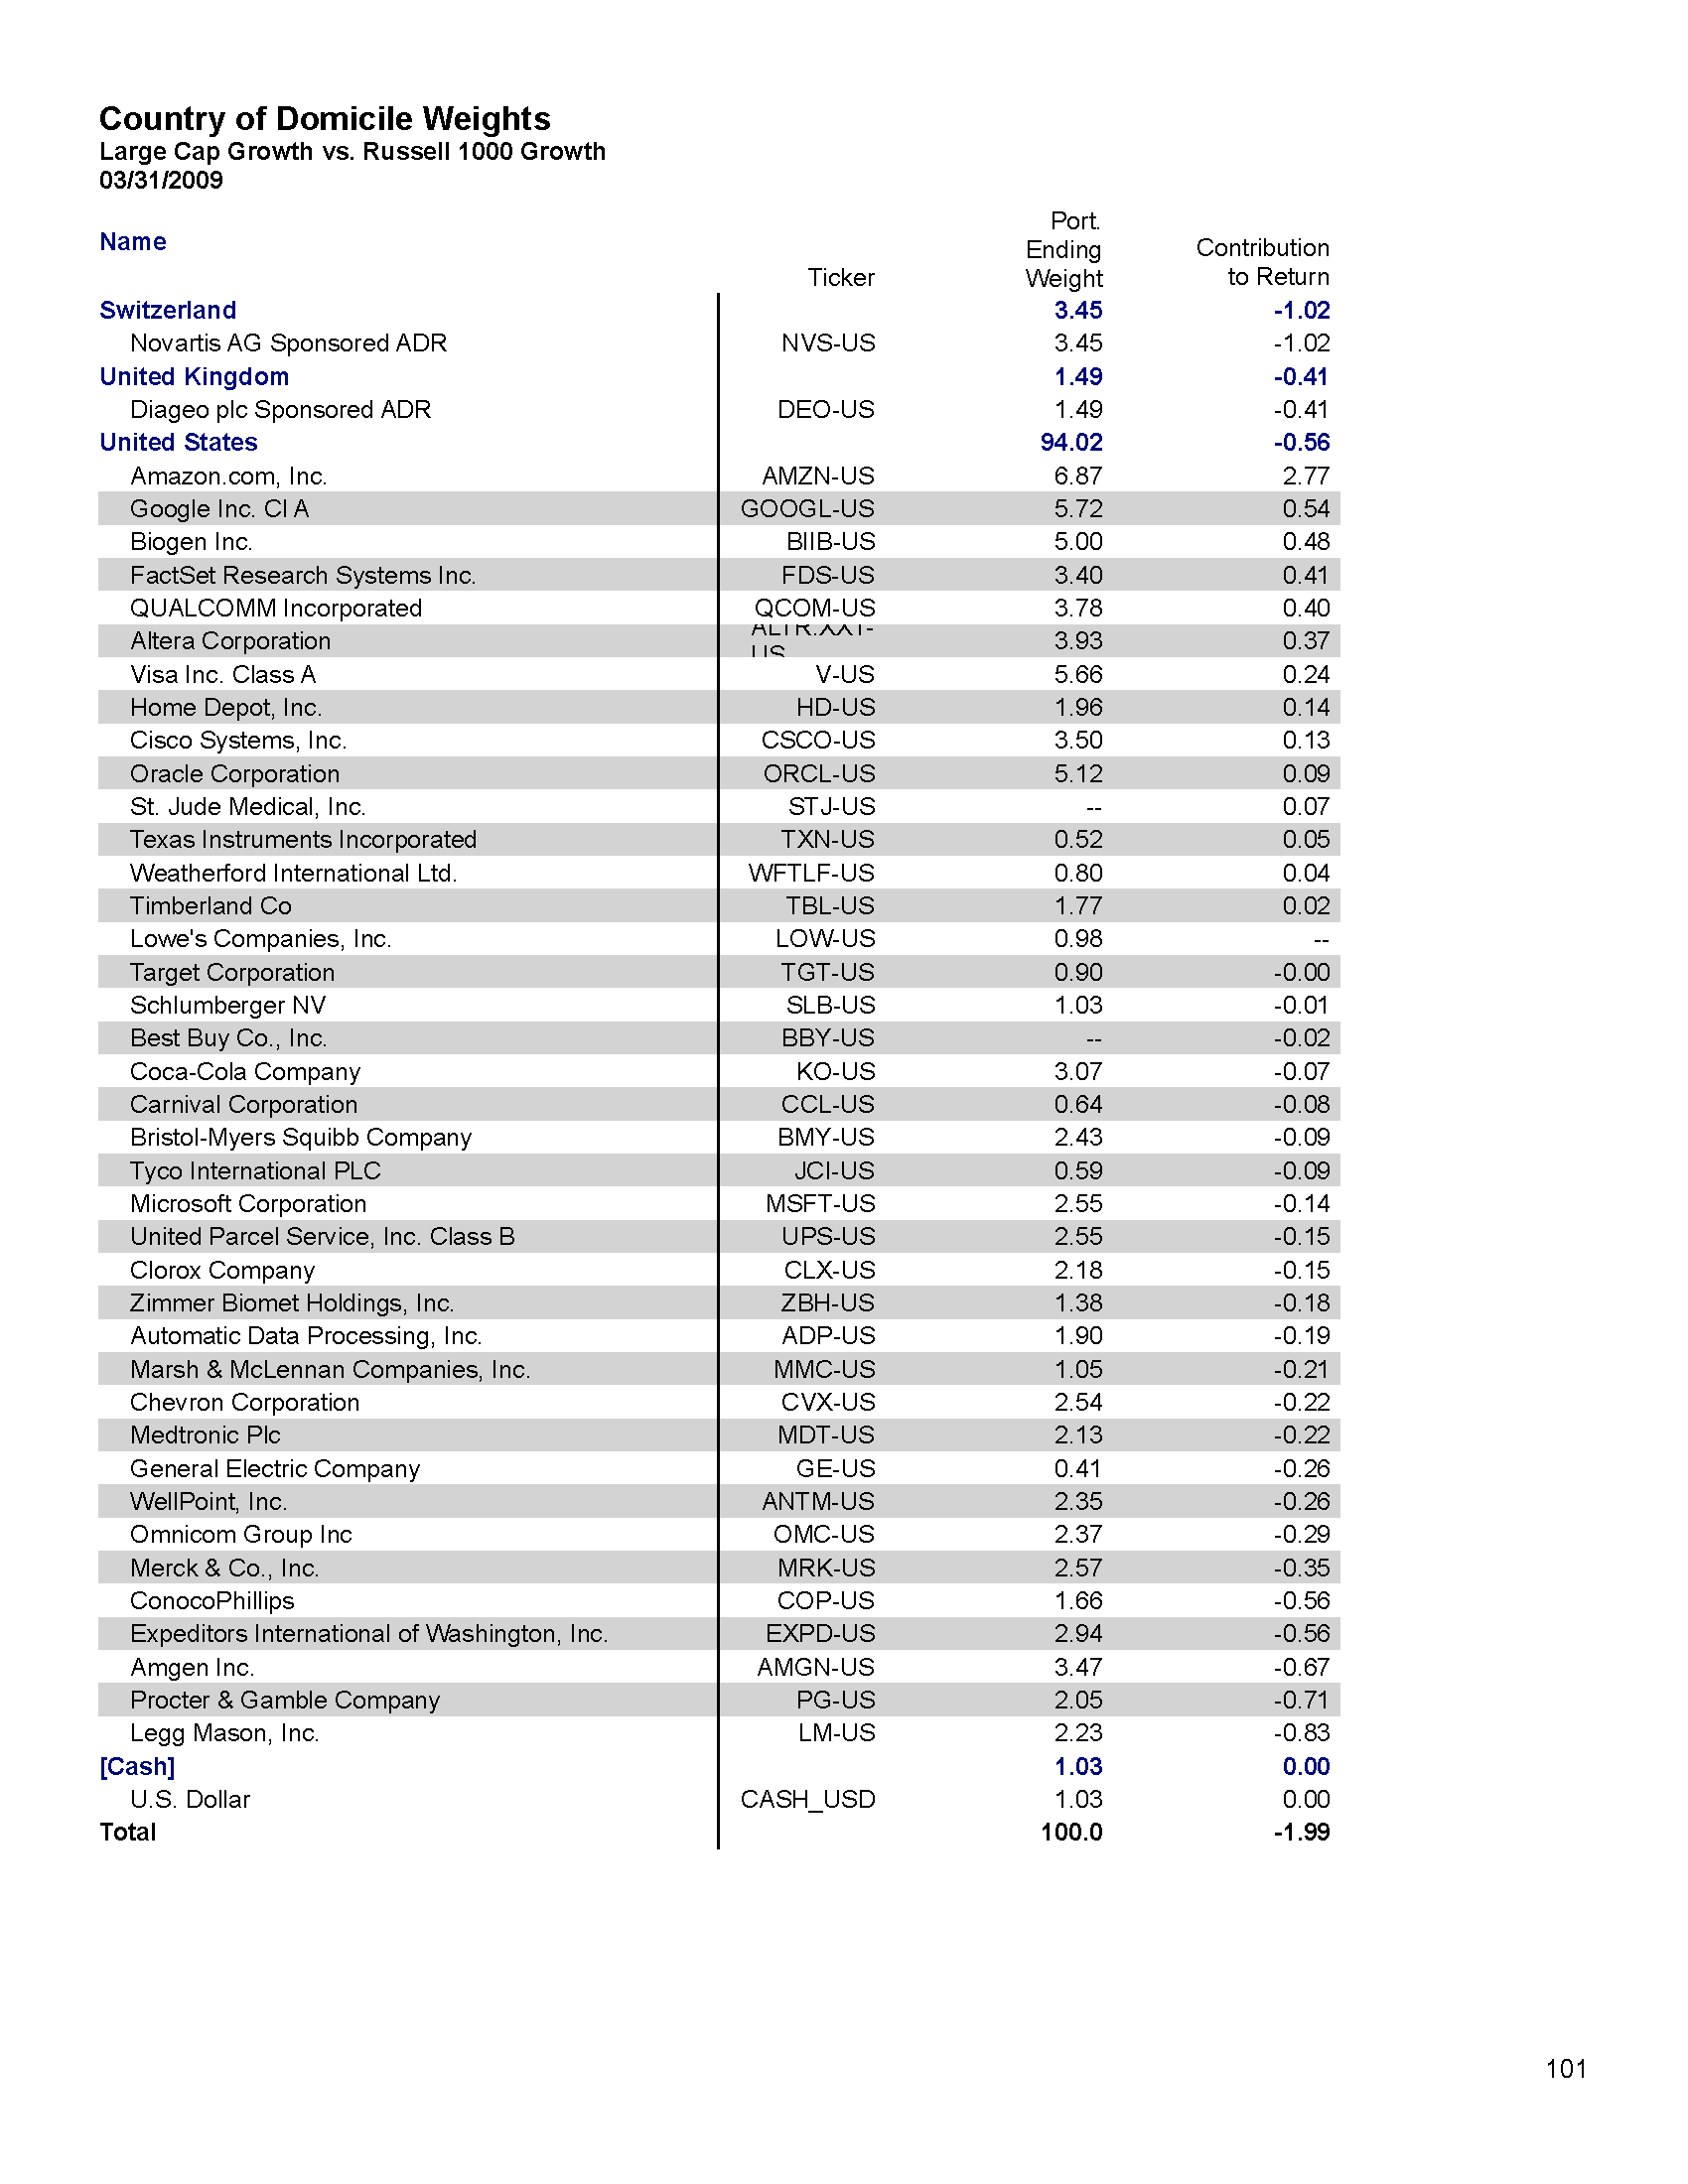 Country of Domicile Weights
Large Cap Growth vs. Russell 1000 Growth
03/31/2009
Name Ticker Port. Ending Weight Contribution to Return
Switzerland 3.45 -1.02
Novartis AG Sponsored ADR NVS-US 3.45 -1.02
United Kingdom 1.49 -0.41
Diageo plc Sponsored ADR DEO-US 1.49 -0.41
United States 94.02 -0.56
Amazon.com, Inc. AMZN-US 6.87 2.77
Google Inc. Cl A GOOGL-US 5.72 0.54
Biogen Inc. BIIB-US 5.00 0.48
FactSet Research Systems Inc. FDS-US 3.40 0.41
QUALCOMM Incorporated QCOM-US 3.78 0.40
Altera Corporation ALTR.XX1-US 3.93 0.37
Visa Inc. Class A V-US 5.66 0.24
Home Depot, Inc. HD-US 1.96 0.14
Cisco Systems, Inc. CSCO-US 3.50 0.13
Oracle Corporation ORCL-US 5.12 0.09
St. Jude Medical, Inc. STJ-US -- 0.07
Texas Instruments Incorporated TXN-US 0.52 0.05
Weatherford International Ltd. WFTLF-US 0.80 0.04
Timberland Co TBL-US 1.77 0.02
Lowe's Companies, Inc. LOW-US 0.98 --
Target Corporation TGT-US 0.90 -0.00
Schlumberger NV SLB-US 1.03 -0.01
Best Buy Co., Inc. BBY-US -- -0.02
Coca-Cola Company KO-US 3.07 -0.07
Carnival Corporation CCL-US 0.64 -0.08
Bristol-Myers Squibb Company BMY-US 2.43 -0.09
Tyco International PLC JCI-US 0.59 -0.09
Microsoft Corporation MSFT-US 2.55 -0.14
United Parcel Service, Inc. Class B UPS-US 2.55 -0.15
Clorox Company CLX-US 2.18 -0.15
Zimmer Biomet Holdings, Inc. ZBH-US 1.38 -0.18
Automatic Data Processing, Inc. ADP-US 1.90 -0.19
Marsh & McLennan Companies, Inc. MMC-US 1.05 -0.21
Chevron Corporation CVX-US 2.54 -0.22
Medtronic Plc MDT-US 2.13 -0.22
General Electric Company GE-US 0.41 -0.26
WellPoint, Inc. ANTM-US 2.35 -0.26
Omnicom Group Inc OMC-US 2.37 -0.29
Merck & Co., Inc. MRK-US 2.57 -0.35
ConocoPhillips COP-US 1.66 -0.56
Expeditors International of Washington, Inc. EXPD-US 2.94 -0.56
Amgen Inc. AMGN-US 3.47 -0.67
Procter & Gamble Company PG-US 2.05 -0.71
Legg Mason, Inc. LM-US 2.23 -0.83
[Cash] 1.03 0.00
U.S. Dollar CASH_USD 1.03 0.00
Total 100.0 -1.99
101